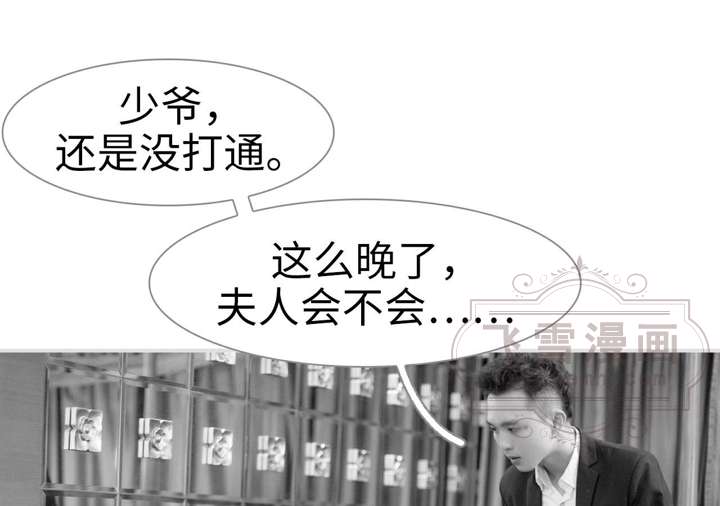 少爷，
还是没打通。
这么晚了，
夫人会不会……
飞雪漫画